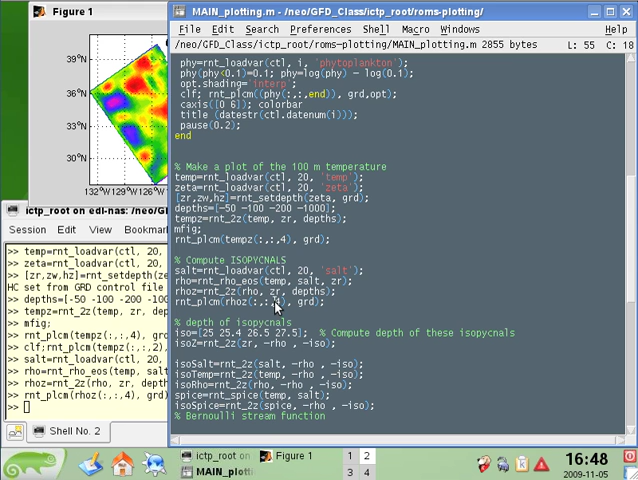 Figure 1
39°N
36°N
33°N
30°N
132°W 129°W 126
MAIN_plotting.m - /neo/GFD_Class/ictp_root/roms-plotting/
File Edit Search Preferences Shell Macro Windows Help
/neo/GFD_Class/ictp_root/roms-plotting/MAIN_plotting.m 2855 bytes L: 55 C: 18
phy=rnt_loadvar(ctl, i, 'phytoplankton');
phy(phy<0.1)=0.1; phy=log(phy) - log(0.1);
opt.shading='interp';
clf; rnt_plcm((phy(:,:,end)), grd,opt);
caxis([0 6]); colorbar
title (datestr(ctl.datenum(i)));
pause(0.2);
end
% Make a plot of the 100 m temperature
temp=rnt_loadvar(ctl, 20, 'temp');
zeta=rnt_loadvar(ctl, 20, 'zeta');
[zr,zw,hz]=rnt_setdepth(zeta, grd);
depths=[-50 -100 -200 -1000];
tempz=rnt_2z(temp, zr, depths);
mfig;
rnt_plcm(tempz(:,:,4), grd);
% Compute ISOPYCNALS
salt=rnt_loadvar(ctl, 20, 'salt');
rho=rnt_rho_eos(temp, salt, zr);
rhoz=rnt_2z(rho, zr, depths);
rnt_plcm(rhoz(:,:,4), grd);
% depth of isopycnals
iso=[25 25.4 26.5 27.5]; % Compute depth of these isopycnals
isoZ=rnt_2z(zr, -rho , -iso);
isoSalt=rnt_2z(salt, -rho , -iso);
isoTemp=rnt_2z(temp, -rho , -iso);
isoRho=rnt_2z(rho, -rho , -iso);
spice=rnt_spice(temp, salt);
isoSpice=rnt_2z(spice, -rho , -iso);
% Bernoulli stream function
ictp_root on edi-nas: /neo/G
Session Edit View Bookmar
>> temp=rnt_loadvar(ctl, 20,
>> zeta=rnt_loadvar(ctl, 20,
>> [zr,zw,hz]=rnt_setdepth(ze
HC set from GRD control file
>> depths=[-50 -100 -200 -100
>> tempz=rnt_2z(temp, zr, dep
>> mfig;
>> rnt_plcm(tempz(:,:,4), grd
>> clf;rnt_plcm(tempz(:,:,2),
>> salt=rnt_loadvar(ctl, 20,
>> rho=rnt_rho_eos(temp, salt
>> rhoz=rnt_2z(rho, zr, depth
>> rnt_plcm(rhoz(:,:,4), grd)
>>
Shell No. 2
ictp_root on
Figure 1
MAIN_plotti
1 2
3 4
16:48
2009-11-05